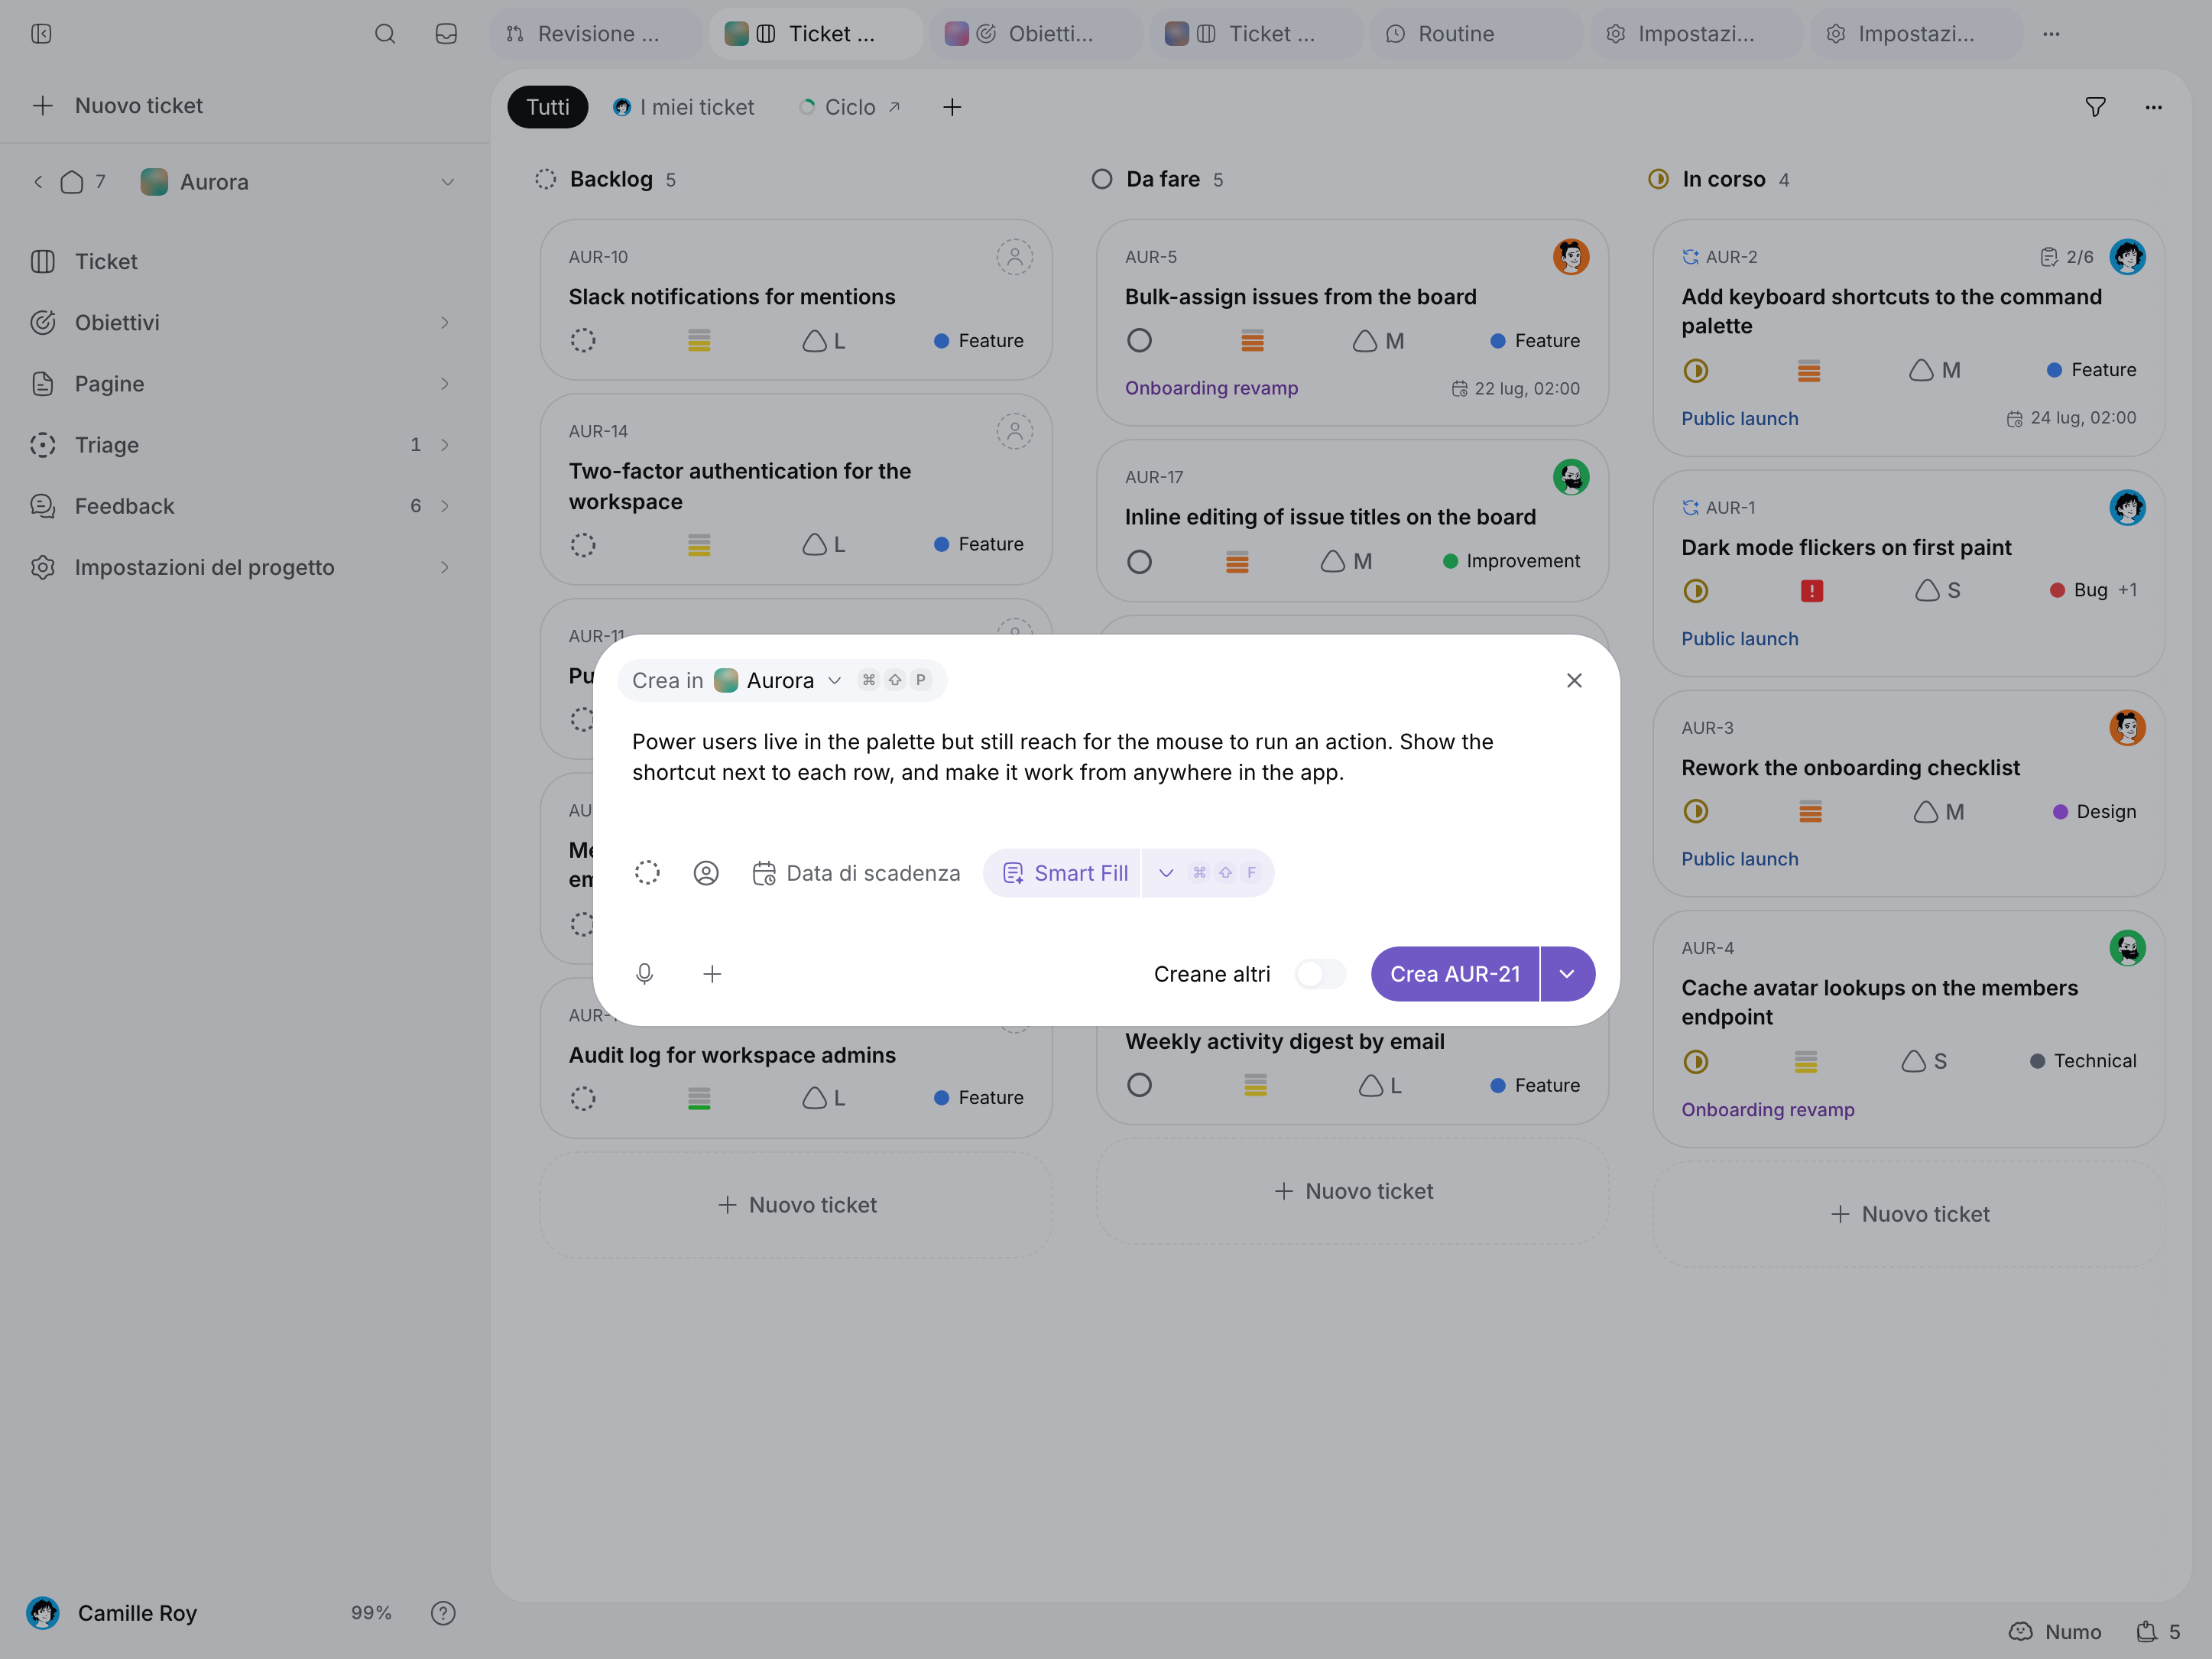 Revisione ...
Ticket ...
Obietti...
Ticket ...
Routine
Impostazi...
Impostazi...
Nuovo ticket
7
Aurora
Ticket
Obiettivi
Pagine
Triage 1
Feedback 6
Impostazioni del progetto
Camille Roy 99%
Tutti
I miei ticket
Ciclo
Backlog 5
AUR-10
Slack notifications for mentions
L Feature
AUR-14
Two-factor authentication for the
workspace
L Feature
AUR-11
Pu
AU
Me
em
AUR-
Audit log for workspace admins
L Feature
Nuovo ticket
Da fare 5
AUR-5
Bulk-assign issues from the board
M Feature
Onboarding revamp 22 lug, 02:00
AUR-17
Inline editing of issue titles on the board
M Improvement
Weekly activity digest by email
L Feature
Nuovo ticket
In corso 4
AUR-2 2/6
Add keyboard shortcuts to the command
palette
M Feature
Public launch 24 lug, 02:00
AUR-1
Dark mode flickers on first paint
S Bug +1
Public launch
AUR-3
Rework the onboarding checklist
M Design
Public launch
AUR-4
Cache avatar lookups on the members
endpoint
S Technical
Onboarding revamp
Nuovo ticket
Crea in Aurora ⌘ ⇧ P
Power users live in the palette but still reach for the mouse to run an action. Show the
shortcut next to each row, and make it work from anywhere in the app.
Data di scadenza
Smart Fill ⌘ ⇧ F
Creane altri
Crea AUR-21
Numo 5